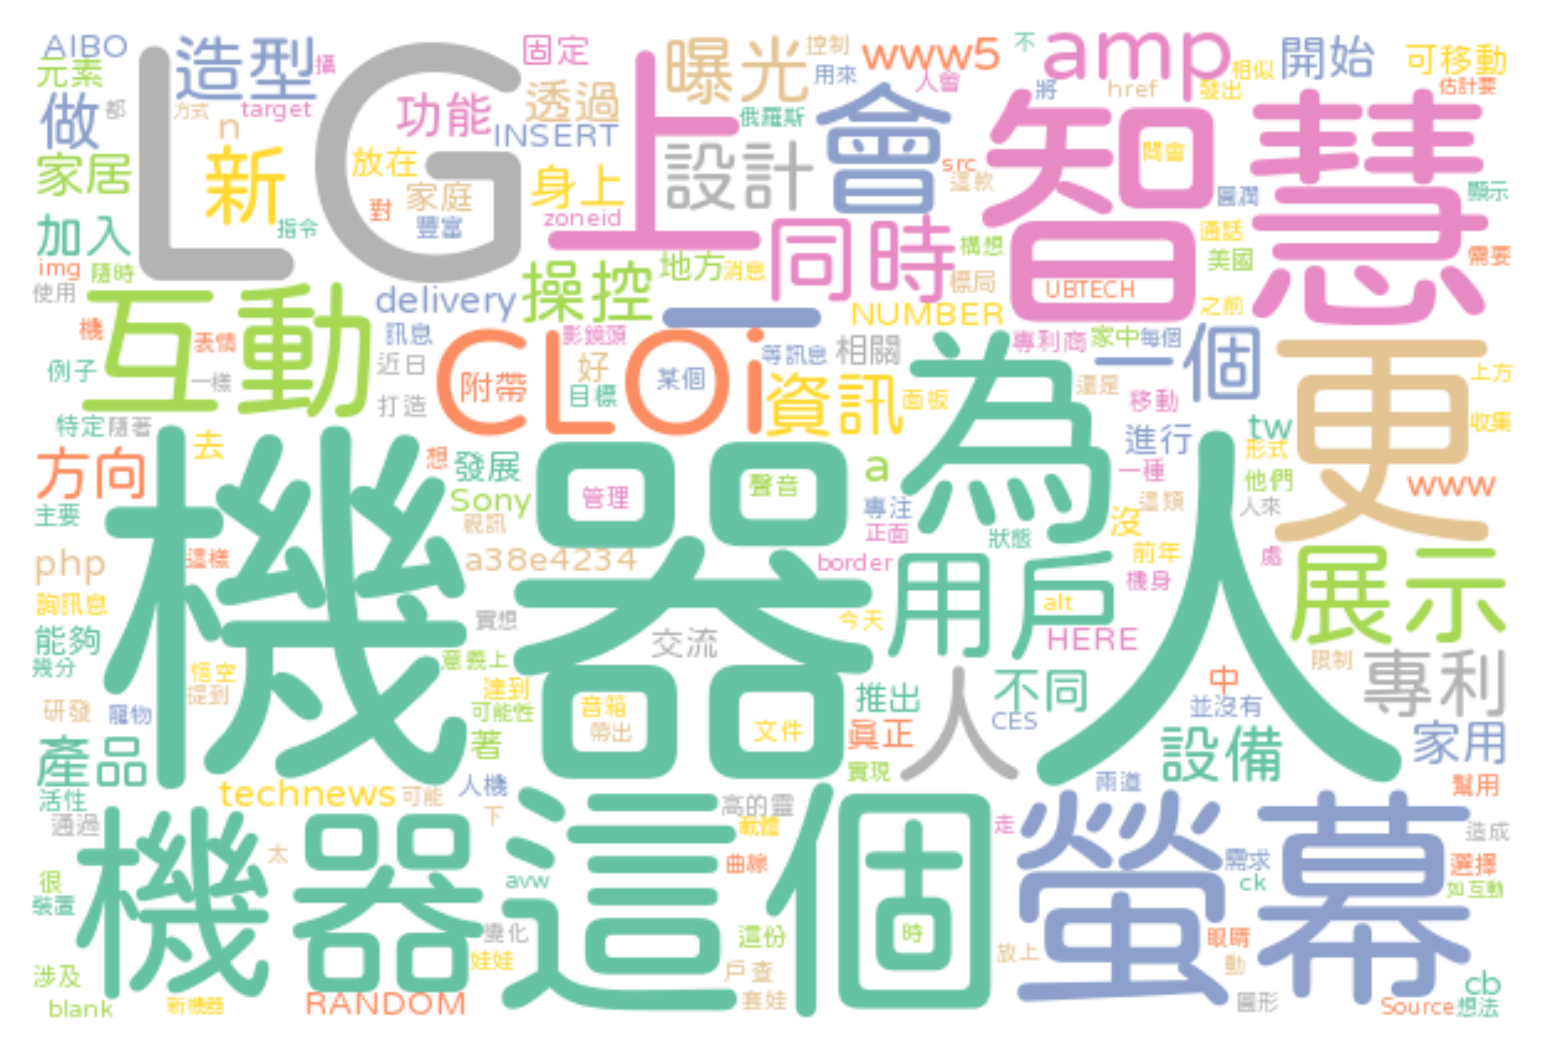 AIBO
造型
攝
LG
固定
上
曝光
控制
www5
不
amp
開始
可移動
元素
用來
人會
相似
估計要
做
都
方式
target
功能
透過
俄羅斯
會
將
href
發出
智慧
n
INSERT
家居
新
放在
家庭
身上
設計
src
這款
問會
圓潤
顯示
加入
指令
對
豐富
zoneid
同時
構想
通話
美國
需要
img
隨時
地方
消息
標局
UBTECH
使用
互動
delivery
操控
一
NUMBER
之前
機
表情
訊息
CLOi
影鏡頭
等訊息
相關
為
專利商
家中
每個
一個
更
例子
一樣
近日
附帶
好
某個
還是
上方
打造
目標
資訊
面板
移動
特定
隨著
去
進行
tw
收集
方向
機器人
想
發展
a
形式
一種
他們
www
主要
Sony
管理
聲音
專注
這類
人來
視訊
正面
沒
php
這樣
a38e4234
border
狀態
前年
處
展示
詢訊息
用戶
機身
能夠
實想
今天
alt
幾分
悟空
意義上
交流
HERE
限制
專利
研發
寵物
提到
達到
可能性
音箱
帶出
文件
推出
人
不同
中
並沒有
CES
產品
著
真正
設備
家用
活性
technews
可能
人機
實現
兩道
幫用
通過
機器
下
這個
高的靈
軟體
走
螢幕
造成
太
曲線
需求
選擇
很
avw
ck
如互動
裝置
變化
這份
時
眼睛
涉及
娃娃
戶查
放上
動
blank
新機器
RANDOM
套娃
圓形
cb
Source
想法